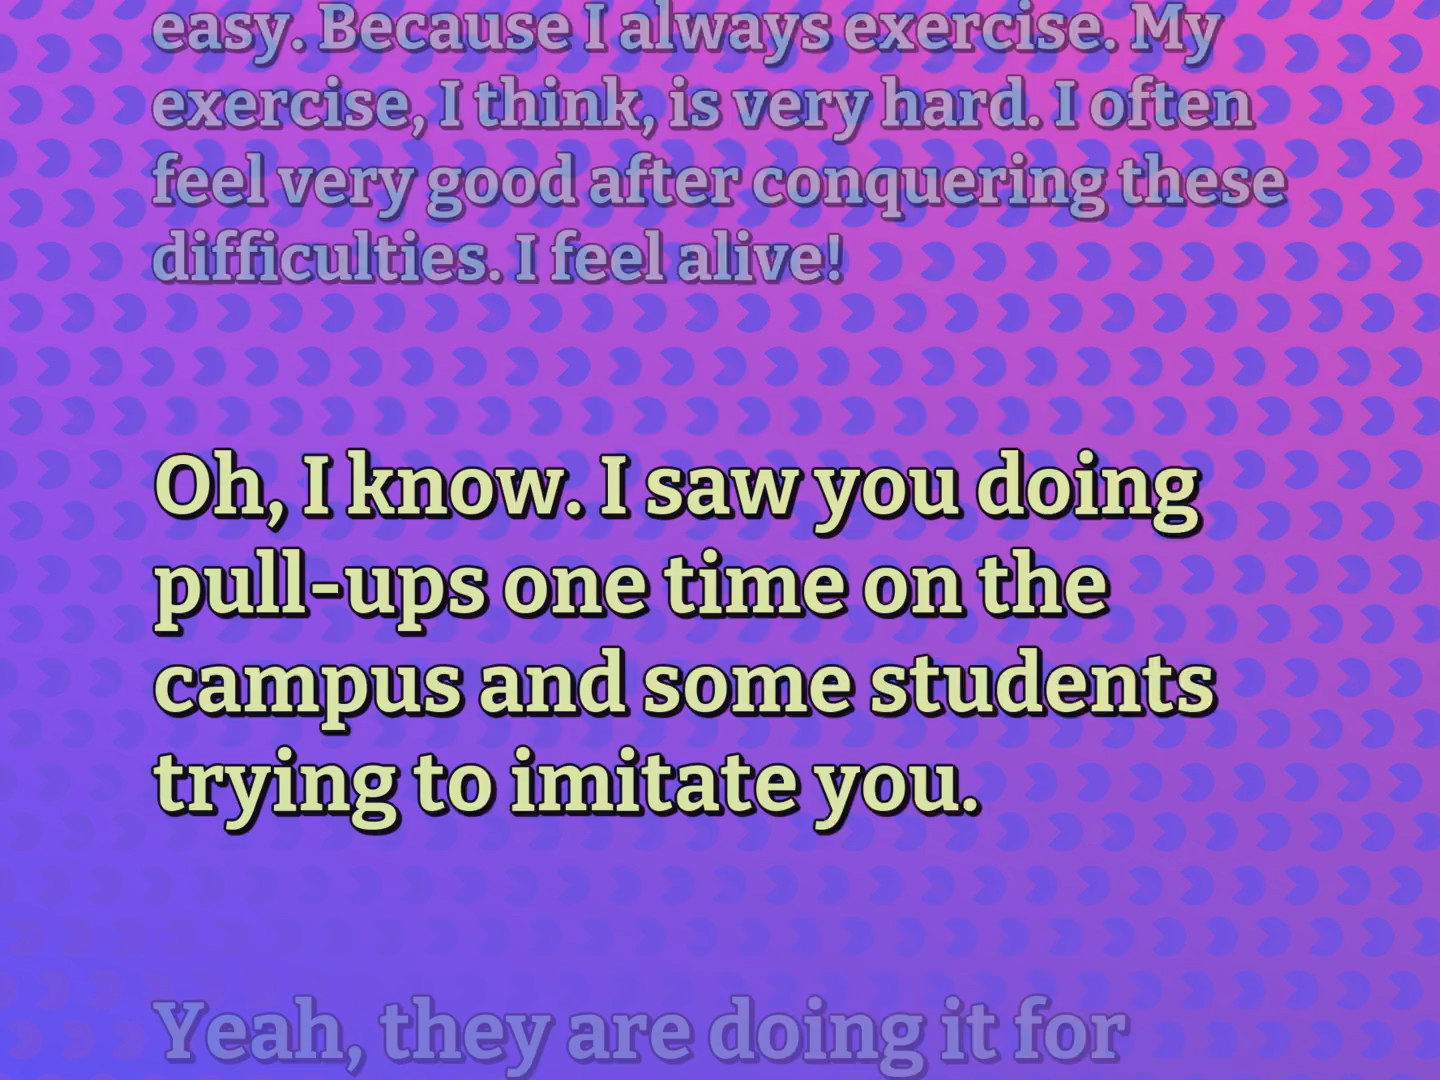 easy. Because I always exercise. My
exercise, I think, is very hard. I often
feel very good after conquering these
difficulties. I feel alive!
Oh, I know. I saw you doing
pull-ups one time on the
campus and some students
trying to imitate you.
Yeah, they are doing it for